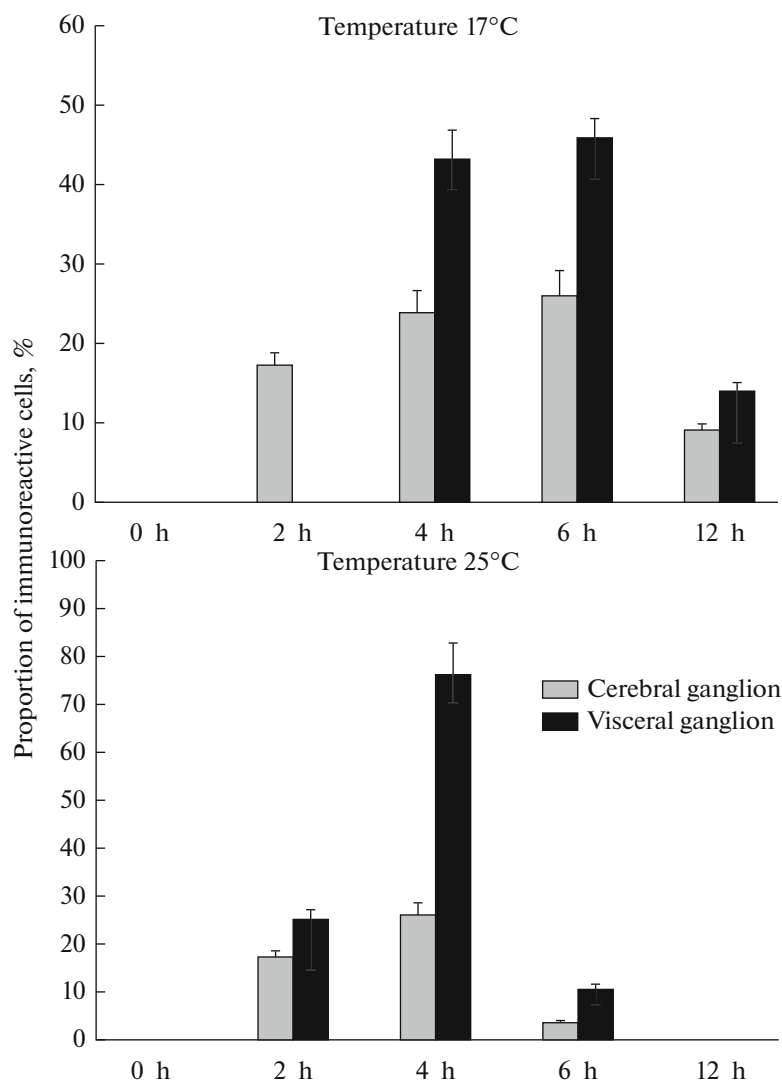 Temperature 17°C
60
50
40
30
20
10
0
0 h 2 h 4 h 6 h 12 h
Proportion of immunoreactive cells, %
Temperature 25°C
100
90
80
70
60
50
40
30
20
10
0
Cerebral ganglion
Visceral ganglion
0 h 2 h 4 h 6 h 12 h